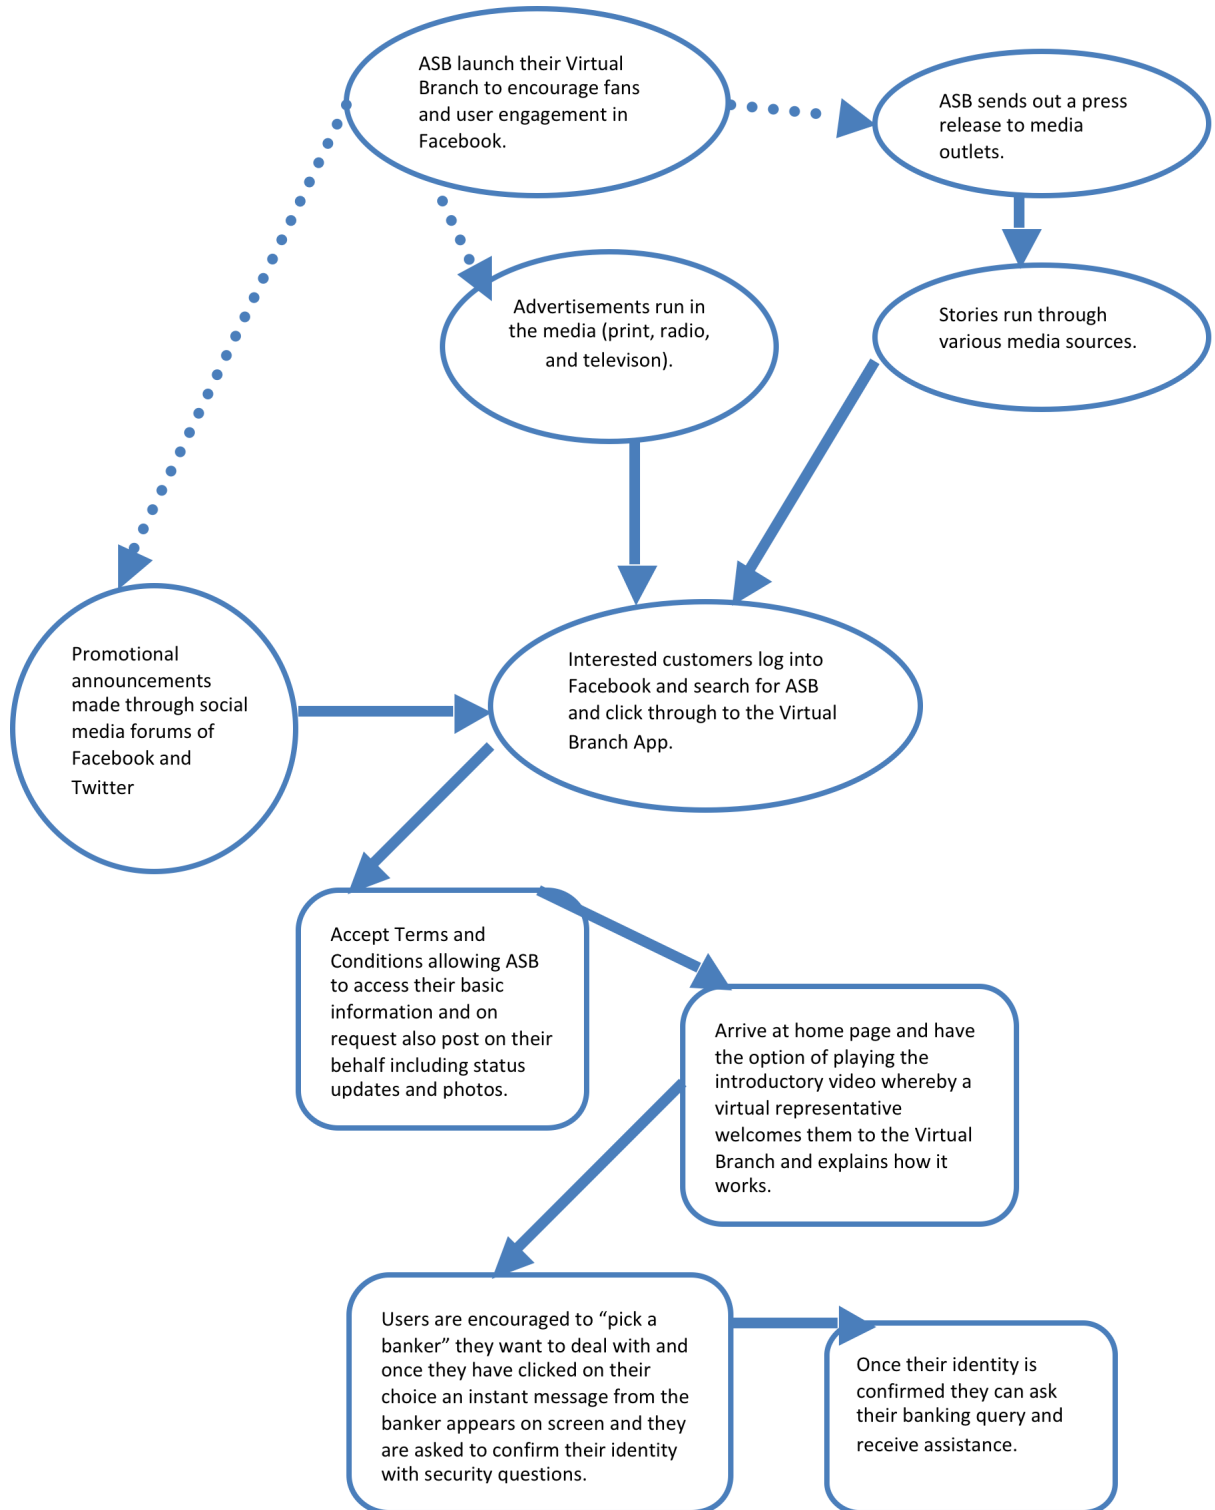 ASB launch their Virtual
Branch to encourage fans
and user engagement in
Facebook.
ASB sends out a press
release to media
outlets.
Advertisements run in
the media (print, radio,
and televison).
Stories run through
various media sources.
Promotional
announcements
made through social
media forums of
Facebook and
Twitter
Interested customers log into
Facebook and search for ASB
and click through to the Virtual
Branch App.
Accept Terms and
Conditions allowing ASB
to access their basic
information and on
request also post on their
behalf including status
updates and photos.
Arrive at home page and have
the option of playing the
introductory video whereby a
virtual representative
welcomes them to the Virtual
Branch and explains how it
works.
Users are encouraged to “pick a
banker” they want to deal with and
once they have clicked on their
choice an instant message from the
banker appears on screen and they
are asked to confirm their identity
with security questions.
Once their identity is
confirmed they can ask
their banking query and
receive assistance.